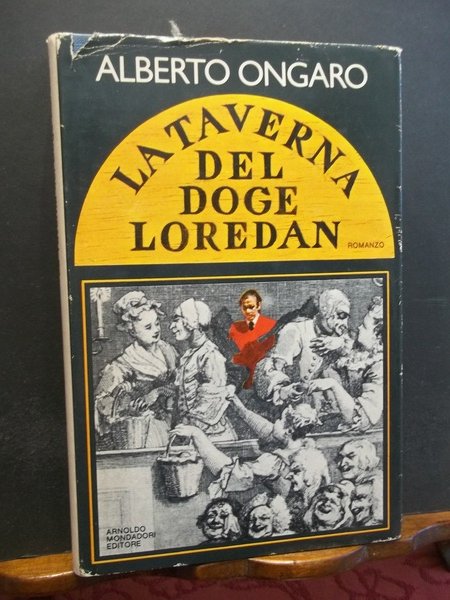 ALBERTO ONGARO
LA TAVERNA
DEL
DOGE
LOREDAN
ROMANZO
ARNOLDO
MONDADORI
EDITORE